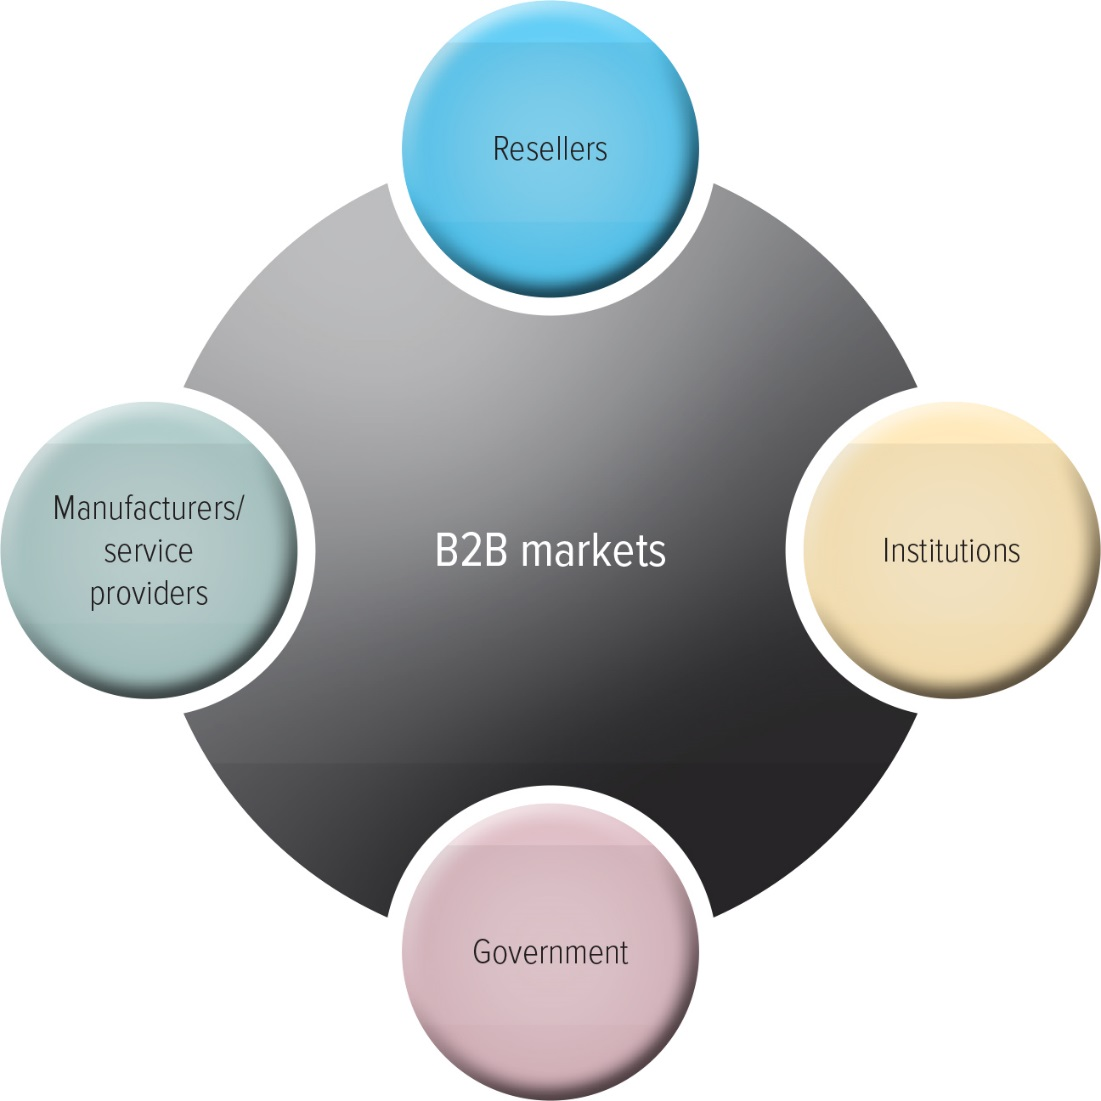 Resellers
Manufacturers/
service
providers
B2B markets
Institutions
Government